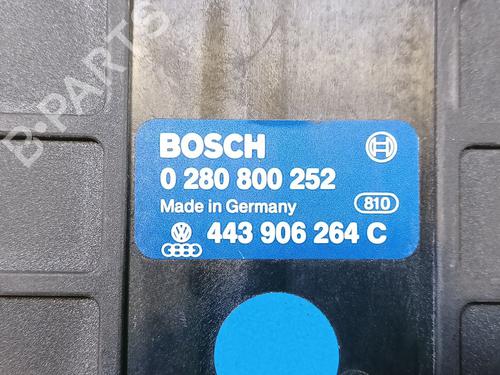 B-PARTS
BOSCH
0 280 800 252
Made in Germany 810
443 906 264 C